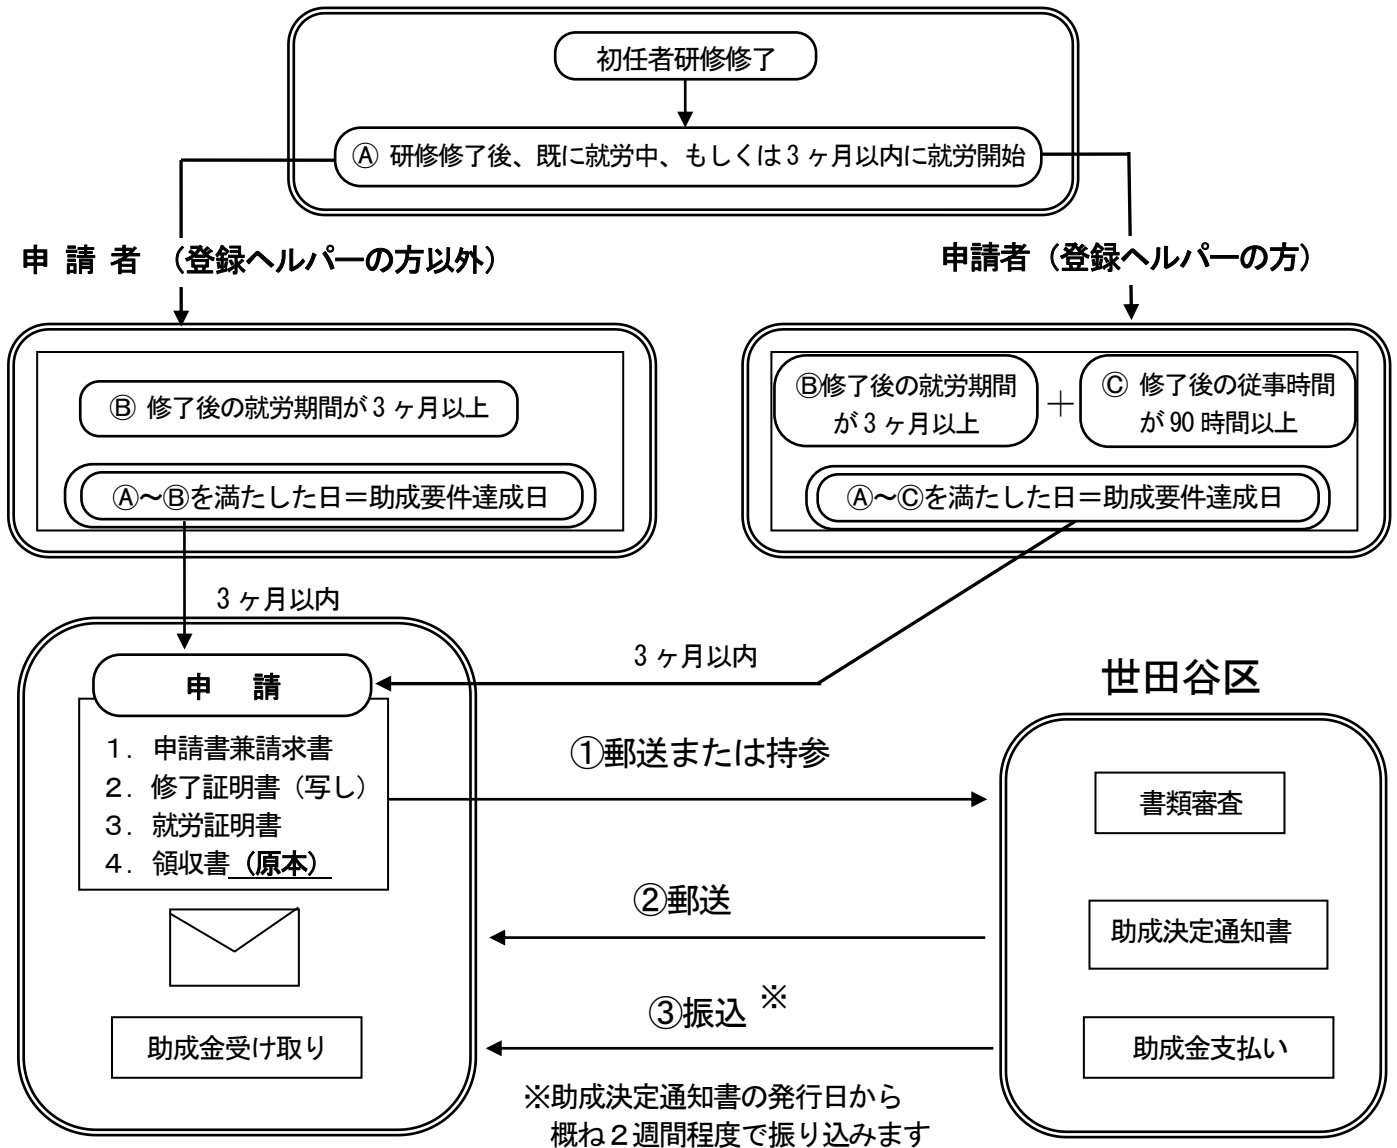 初任者研修修了
Ⓐ 研修修了後、既に就労中、もしくは3ヶ月以内に就労開始
申 請 者 （登録ヘルパーの方以外）
申請者（登録ヘルパーの方）
Ⓑ 修了後の就労期間が3ヶ月以上
Ⓐ～Ⓑを満たした日＝助成要件達成日
Ⓑ修了後の就労期間
が3ヶ月以上
＋
Ⓒ 修了後の従事時間
が90時間以上
Ⓐ～Ⓒを満たした日＝助成要件達成日
3ヶ月以内
3ヶ月以内
申 請
１．申請書兼請求書
２．修了証明書（写し）
３．就労証明書
４．領収書（原本）
助成金受け取り
①郵送または持参
②郵送
③振込※
※助成決定通知書の発行日から
概ね２週間程度で振り込みます
世田谷区
書類審査
助成決定通知書
助成金支払い